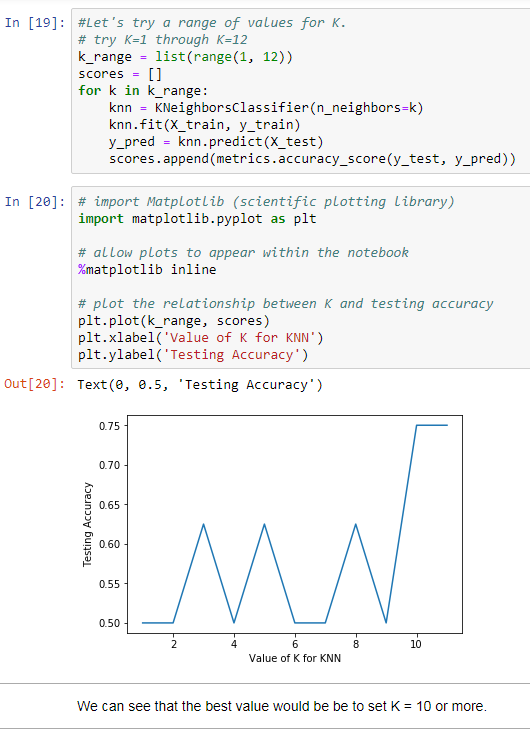 In [19]: #Let's try a range of values for K.
# try K=1 through K=12
k_range = list(range(1, 12))
scores = []
for k in k_range:
    knn = KNeighborsClassifier(n_neighbors=k)
    knn.fit(X_train, y_train)
    y_pred = knn.predict(X_test)
    scores.append(metrics.accuracy_score(y_test, y_pred))
In [20]: # import Matplotlib (scientific plotting library)
import matplotlib.pyplot as plt
# allow plots to appear within the notebook
%matplotlib inline
# plot the relationship between K and testing accuracy
plt.plot(k_range, scores)
plt.xlabel('Value of K for KNN')
plt.ylabel('Testing Accuracy')
Out[20]: Text(0, 0.5, 'Testing Accuracy')
Testing Accuracy
0.75
0.70
0.65
0.60
0.55
0.50
2 4 6 8 10
Value of K for KNN
We can see that the best value would be be to set K = 10 or more.